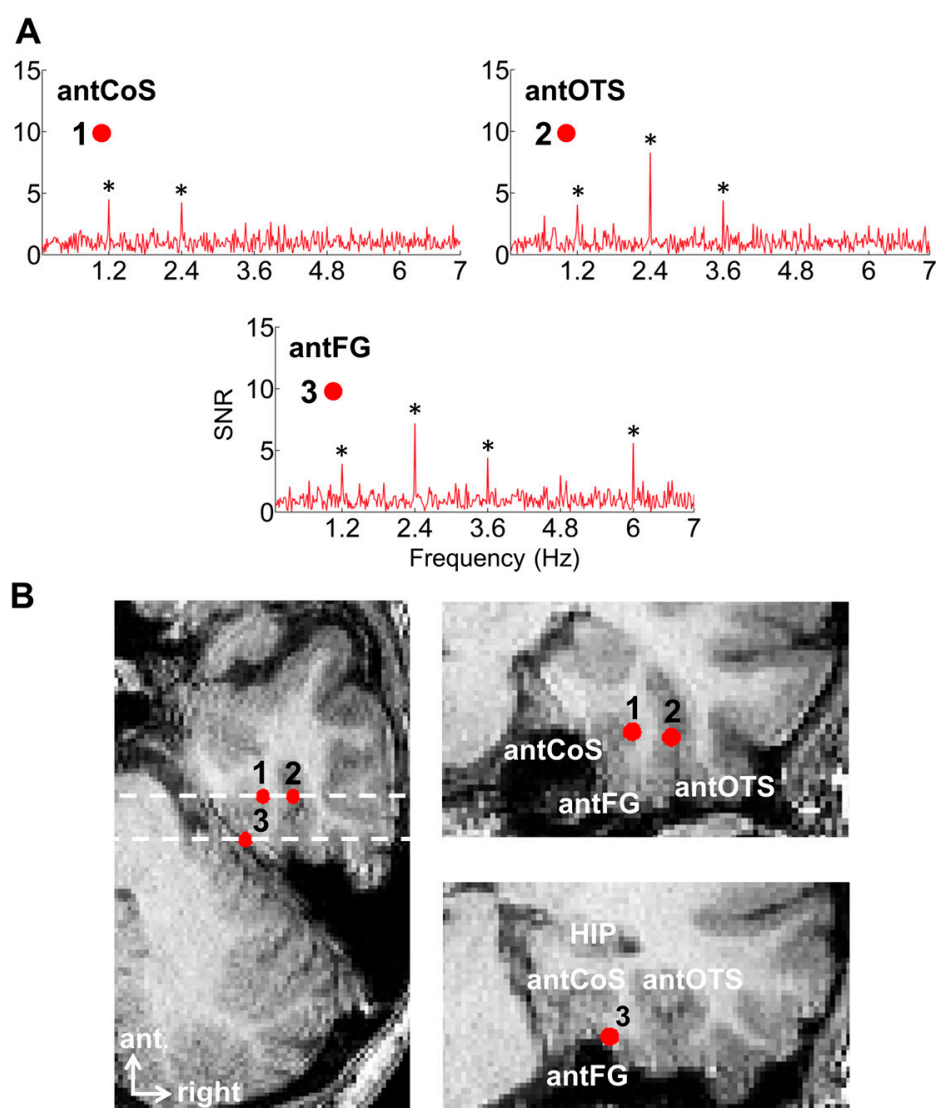 A
15
10
5
0
antCoS
1
*
*
1.2 2.4 3.6 4.8 6 7
15
10
5
0
antOTS
2
*
*
*
1.2 2.4 3.6 4.8 6 7
15
10
5
0
SNR
antFG
3
*
*
*
*
1.2 2.4 3.6 4.8 6 7
Frequency (Hz)
B
1 2
3
ant.
right
1 2
antCoS
antFG antOTS
HIP
antCoS antOTS
3
antFG